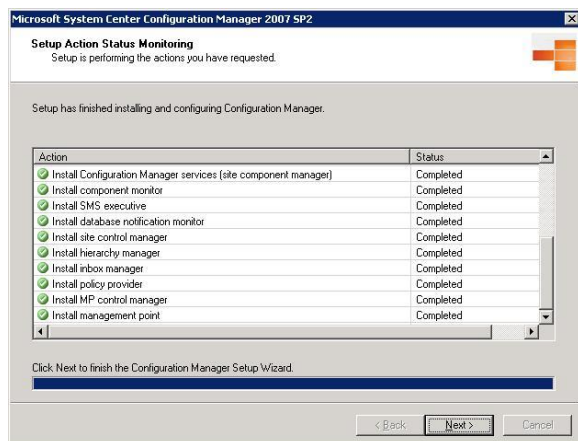 Microsoft System Center Configuration Manager 2007 SP2
Setup Action Status Monitoring
Setup is performing the actions you have requested.
Setup has finished installing and configuring Configuration Manager.
Action Status
Install Configuration Manager services (site component manager) Completed
Install component monitor Completed
Install SMS executive Completed
Install database notification monitor Completed
Install site control manager Completed
Install hierarchy manager Completed
Install inbox manager Completed
Install policy provider Completed
Install MP control manager Completed
Install management point Completed
Click Next to finish the Configuration Manager Setup Wizard.
< Back Next > Cancel